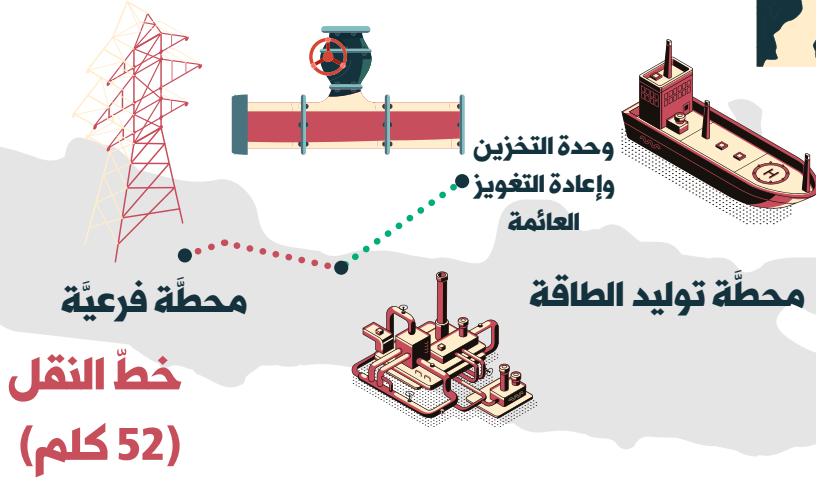 وحدة التخزين
وإعادة التغويز
العائمة
محطَّة توليد الطاقة
محطَّة فرعيَّة
خطّ النقل
(52 كلم)
H